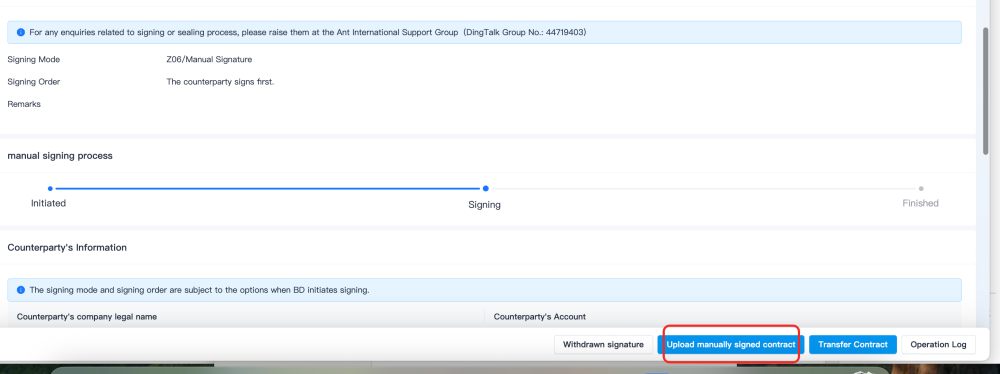 For any enquiries related to signing or sealing process, please raise them at the Ant International Support Group (DingTalk Group No.: 44719403)
Signing Mode Z06/Manual Signature
Signing Order The counterparty signs first.
Remarks
manual signing process
Initiated Signing Finished
Counterparty's Information
The signing mode and signing order are subject to the options when BD initiates signing.
Counterparty's company legal name Counterparty's Account
Withdrawn signature Upload manually signed contract Transfer Contract Operation Log